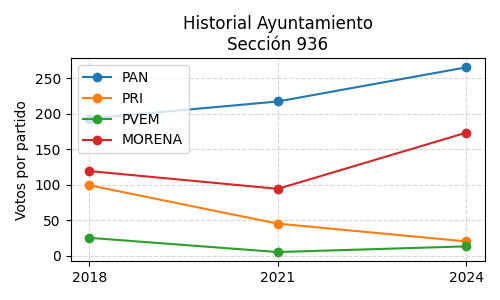 Historial Ayuntamiento
Sección 936
Votos por partido
250
200
150
100
50
0
PAN
PRI
PVEM
MORENA
2018
2021
2024